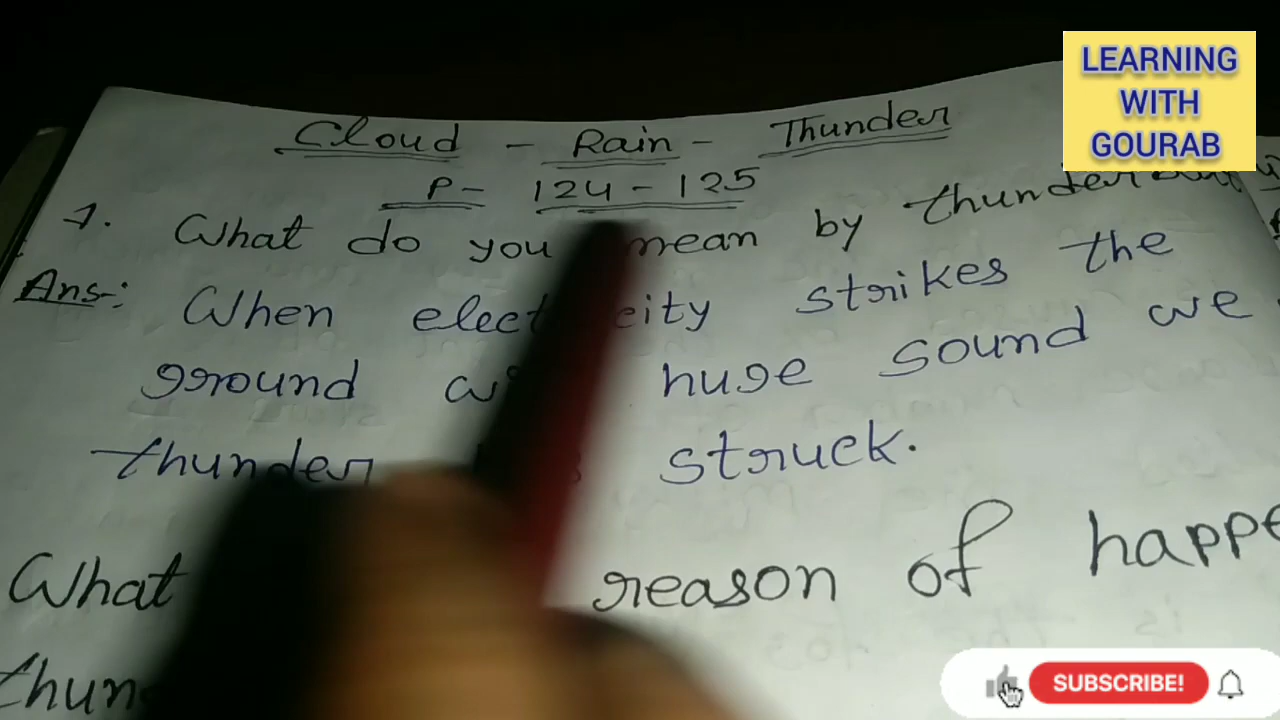 LEARNING
WITH
GOURAB
Cloud - Rain - Thunder
P- 124-125
1. What do you mean by
Ans: When electricity strikes the
ground huge sound we
thunder struck.
What reason of
SUBSCRIBE!